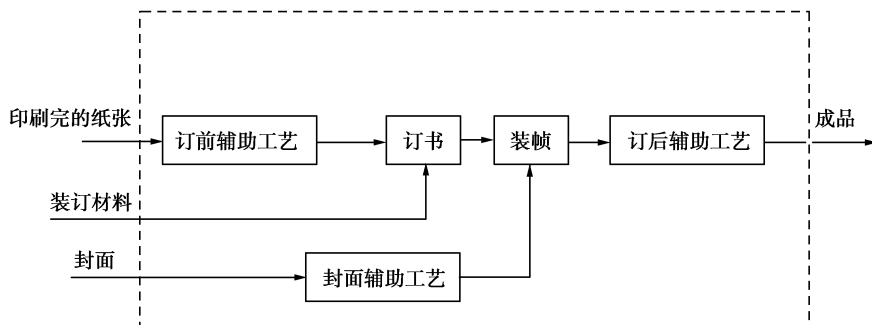 印刷完的纸张
成品
订前辅助工艺
订书
装帧
订后辅助工艺
装订材料
封面
封面辅助工艺